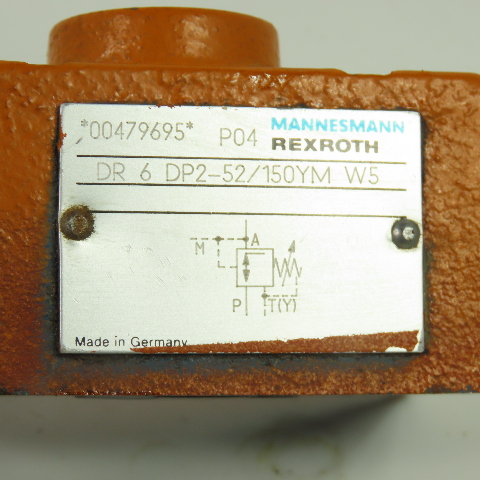 *00479695* P04 MANNESMANN
REXROTH
DR 6 DP2-52/150YM W5
M A
P T(Y)
Made in Germany